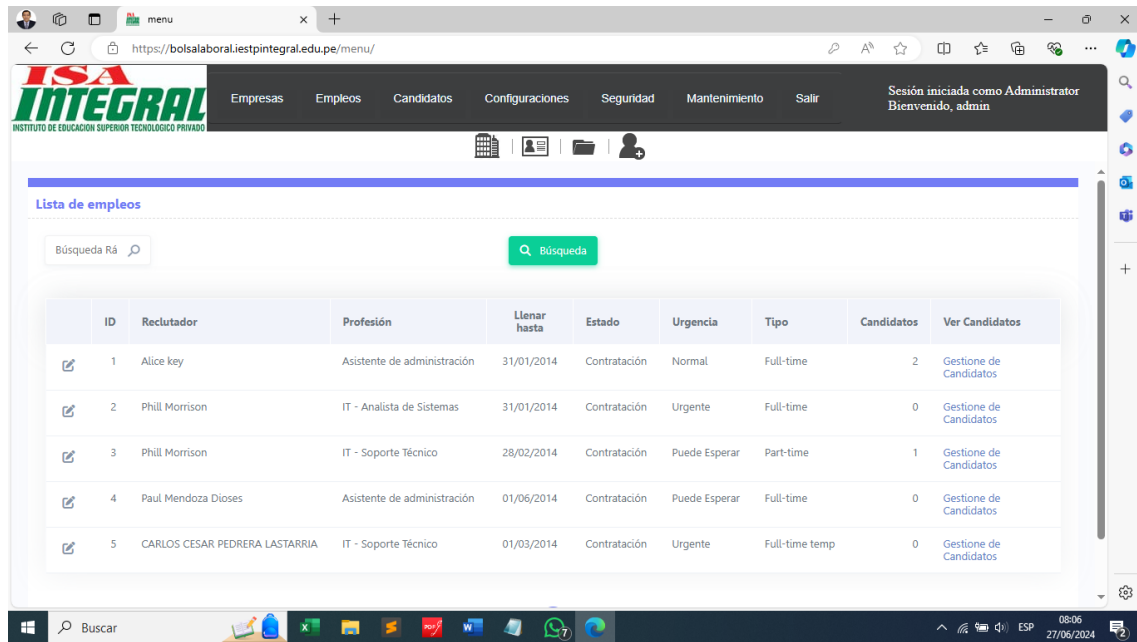 menu
https://bolsalaboral.iestpintegral.edu.pe/menu/
ISA
INTEGRAL
INSTITUTO DE EDUCACION SUPERIOR TECNOLOGICO PRIVADO
Empresas Empleos Candidatos Configuraciones Seguridad Mantenimiento Salir
Sesión iniciada como Administrator
Bienvenido, admin
Lista de empleos
Búsqueda Rá
Búsqueda
ID Reclutador Profesión Llenar hasta Estado Urgencia Tipo Candidatos Ver Candidatos
1 Alice key Asistente de administración 31/01/2014 Contratación Normal Full-time 2 Gestione de Candidatos
2 Phill Morrison IT - Analista de Sistemas 31/01/2014 Contratación Urgente Full-time 0 Gestione de Candidatos
3 Phill Morrison IT - Soporte Técnico 28/02/2014 Contratación Puede Esperar Part-time 1 Gestione de Candidatos
4 Paul Mendoza Dioses Asistente de administración 01/06/2014 Contratación Puede Esperar Full-time 0 Gestione de Candidatos
5 CARLOS CESAR PEDRERA LASTARRIA IT - Soporte Técnico 01/03/2014 Contratación Urgente Full-time temp 0 Gestione de Candidatos
Buscar
7
ESP
08:06
27/06/2024
2